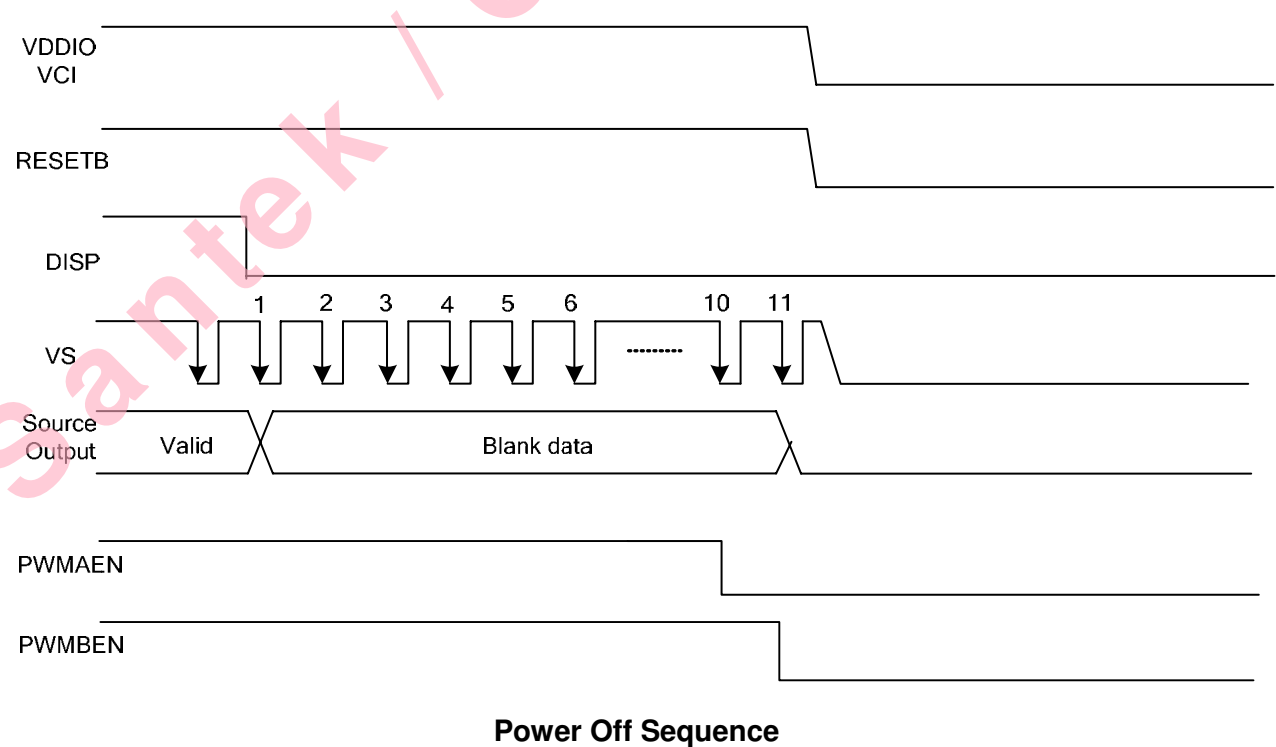 VDDIO
VCI
RESETB
DISP
1 2 3 4 5 6 10 11
VS
Source
Output
Valid
Blank data
PWMAEN
PWMBEN
Power Off Sequence
Santek /